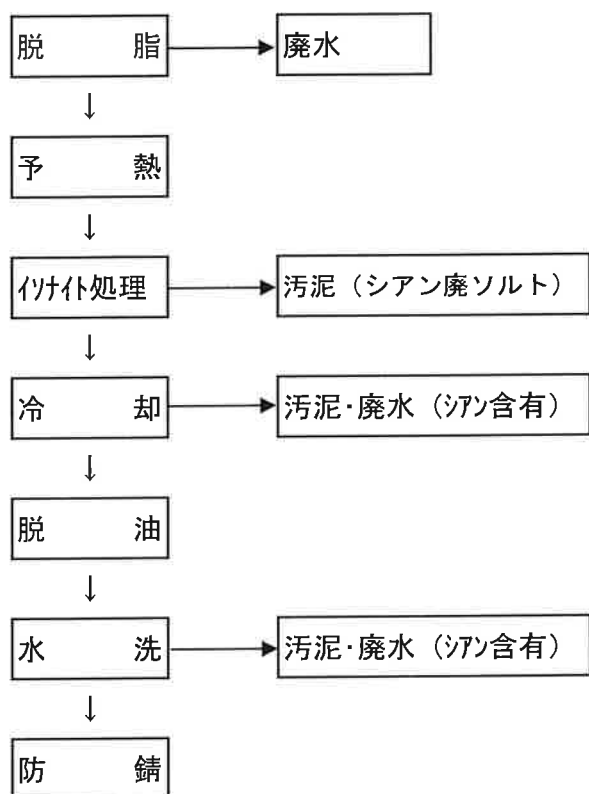 脱　　脂
廃水
↓
予　　熱
↓
ｲｿﾅｲﾄ処理
汚泥（シアン廃ソルト）
↓
冷　　却
汚泥・廃水（ｼｱﾝ含有）
↓
脱　　油
↓
水　　洗
汚泥・廃水（ｼｱﾝ含有）
↓
防　　錆